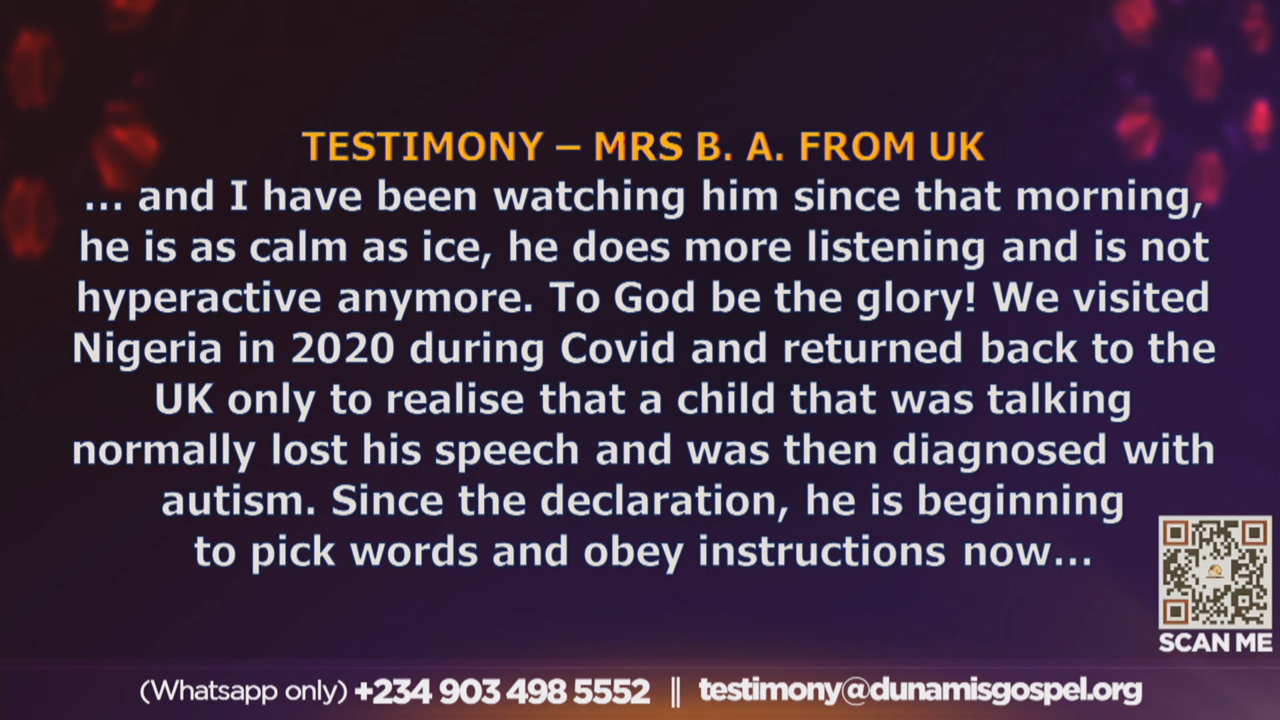 TESTIMONY – MRS B. A. FROM UK
... and I have been watching him since that morning,
he is as calm as ice, he does more listening and is not
hyperactive anymore. To God be the glory! We visited
Nigeria in 2020 during Covid and returned back to the
UK only to realise that a child that was talking
normally lost his speech and was then diagnosed with
autism. Since the declaration, he is beginning
to pick words and obey instructions now...
SCAN ME
(Whatsapp only) +234 903 498 5552 || testimony@dunamisgospel.org